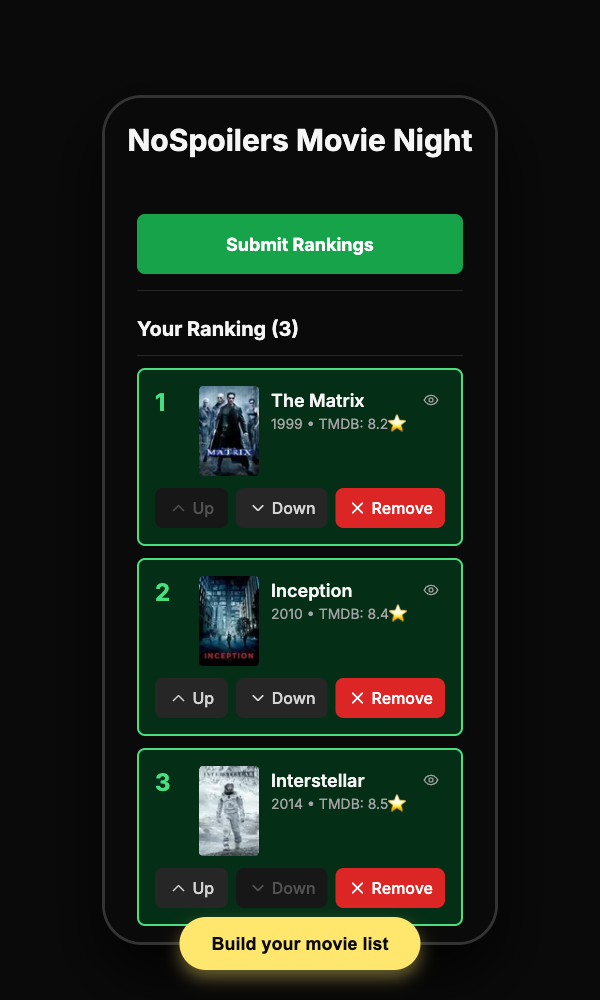 NoSpoilers Movie Night
Submit Rankings
Your Ranking (3)
1
MATRIX
The Matrix
1999 • TMDB: 8.2⭐
Up
Down
Remove
2
INCEPTION
Inception
2010 • TMDB: 8.4⭐
Up
Down
Remove
3
INTERSTELLAR
Interstellar
2014 • TMDB: 8.5⭐
Up
Down
Remove
Build your movie list